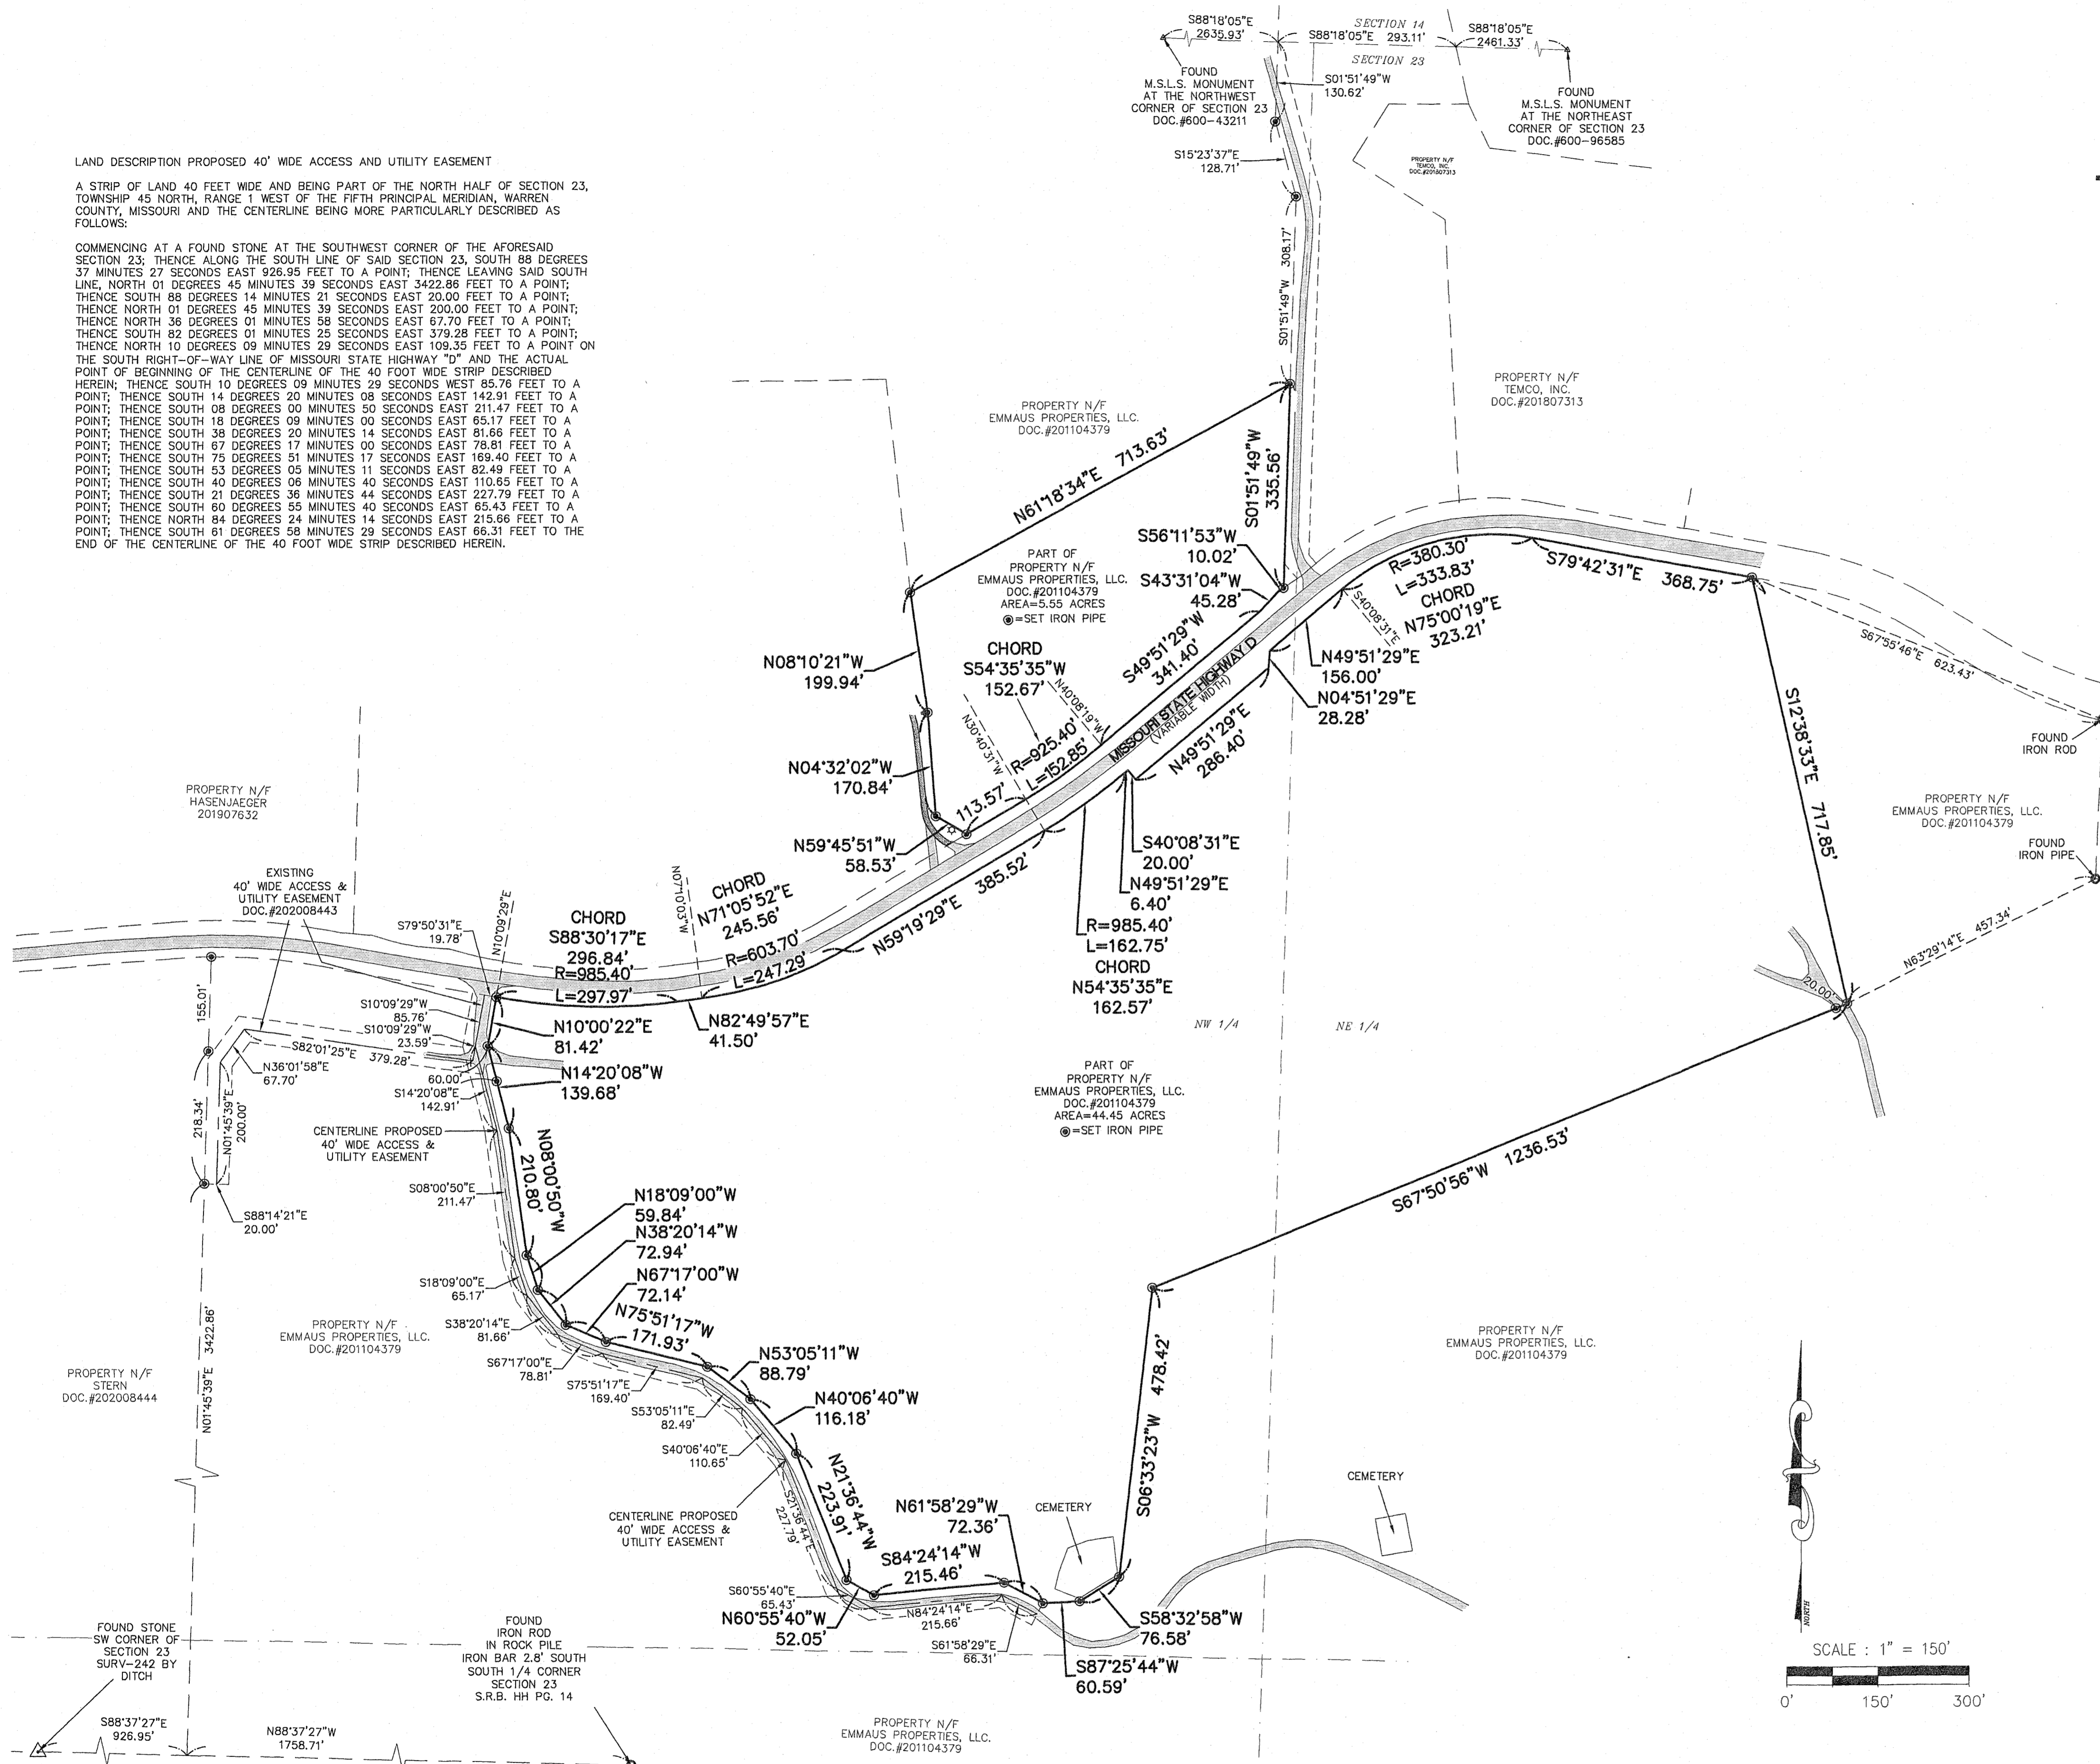 S88°18'05"E
2635.93'
SECTION 14
S88°18'05"E 293.11'
SECTION 23
S88°18'05"E
2461.33'
FOUND
M.S.L.S. MONUMENT
AT THE NORTHWEST
CORNER OF SECTION 23
DOC.#600-43211
S01°51'49"W
130.62'
FOUND
M.S.L.S. MONUMENT
AT THE NORTHEAST
CORNER OF SECTION 23
DOC.#600-96585
S15°23'37"E
128.71'
PROPERTY N/F
TEMCO, INC.
DOC.#201807313
LAND DESCRIPTION PROPOSED 40' WIDE ACCESS AND UTILITY EASEMENT
A STRIP OF LAND 40 FEET WIDE AND BEING PART OF THE NORTH HALF OF SECTION 23,
TOWNSHIP 45 NORTH, RANGE 1 WEST OF THE FIFTH PRINCIPAL MERIDIAN, WARREN
COUNTY, MISSOURI AND THE CENTERLINE BEING MORE PARTICULARLY DESCRIBED AS
FOLLOWS:
COMMENCING AT A FOUND STONE AT THE SOUTHWEST CORNER OF THE AFORESAID
SECTION 23; THENCE ALONG THE SOUTH LINE OF SAID SECTION 23, SOUTH 88 DEGREES
37 MINUTES 27 SECONDS EAST 926.95 FEET TO A POINT; THENCE LEAVING SAID SOUTH
LINE, NORTH 01 DEGREES 45 MINUTES 39 SECONDS EAST 3422.86 FEET TO A POINT;
THENCE SOUTH 88 DEGREES 14 MINUTES 21 SECONDS EAST 20.00 FEET TO A POINT;
THENCE NORTH 01 DEGREES 45 MINUTES 39 SECONDS EAST 200.00 FEET TO A POINT;
THENCE NORTH 36 DEGREES 01 MINUTES 58 SECONDS EAST 67.70 FEET TO A POINT;
THENCE SOUTH 82 DEGREES 01 MINUTES 25 SECONDS EAST 379.28 FEET TO A POINT;
THENCE NORTH 10 DEGREES 09 MINUTES 29 SECONDS EAST 109.35 FEET TO A POINT ON
THE SOUTH RIGHT-OF-WAY LINE OF MISSOURI STATE HIGHWAY "D" AND THE ACTUAL
POINT OF BEGINNING OF THE CENTERLINE OF THE 40 FOOT WIDE STRIP DESCRIBED
HEREIN; THENCE SOUTH 10 DEGREES 09 MINUTES 29 SECONDS WEST 85.76 FEET TO A
POINT; THENCE SOUTH 14 DEGREES 20 MINUTES 08 SECONDS EAST 142.91 FEET TO A
POINT; THENCE SOUTH 08 DEGREES 00 MINUTES 50 SECONDS EAST 211.47 FEET TO A
POINT; THENCE SOUTH 18 DEGREES 09 MINUTES 00 SECONDS EAST 65.17 FEET TO A
POINT; THENCE SOUTH 38 DEGREES 20 MINUTES 14 SECONDS EAST 81.66 FEET TO A
POINT; THENCE SOUTH 67 DEGREES 17 MINUTES 00 SECONDS EAST 78.81 FEET TO A
POINT; THENCE SOUTH 75 DEGREES 51 MINUTES 17 SECONDS EAST 169.40 FEET TO A
POINT; THENCE SOUTH 53 DEGREES 05 MINUTES 11 SECONDS EAST 82.49 FEET TO A
POINT; THENCE SOUTH 40 DEGREES 06 MINUTES 40 SECONDS EAST 110.65 FEET TO A
POINT; THENCE SOUTH 21 DEGREES 36 MINUTES 44 SECONDS EAST 227.79 FEET TO A
POINT; THENCE SOUTH 60 DEGREES 55 MINUTES 40 SECONDS EAST 65.43 FEET TO A
POINT; THENCE NORTH 84 DEGREES 24 MINUTES 14 SECONDS EAST 215.66 FEET TO A
POINT; THENCE SOUTH 61 DEGREES 58 MINUTES 29 SECONDS EAST 66.31 FEET TO THE
END OF THE CENTERLINE OF THE 40 FOOT WIDE STRIP DESCRIBED HEREIN.
S01°51'49"W 308.17'
PROPERTY N/F
EMMAUS PROPERTIES, LLC.
DOC.#201104379
PROPERTY N/F
TEMCO, INC.
DOC.#201807313
N61°18'34"E 713.63'
S01°51'49"W
335.56'
PART OF
PROPERTY N/F
EMMAUS PROPERTIES, LLC.
DOC.#201104379
AREA=5.55 ACRES
=SET IRON PIPE
S56°11'53"W
10.02'
S43°31'04"W
45.28'
S49°51'29"W
341.40'
R=380.30'
L=333.83'
CHORD
N75°00'19"E
323.21'
S40°08'31"E
S79°42'31"E 368.75'
S67°55'46"E 623.43'
FOUND
IRON ROD
N08°10'21"W
199.94'
CHORD
S54°35'35"W
152.67'
N40°08'19"W
N30°40'31"W
R=925.40'
L=152.85'
MISSOURI STATE HIGHWAY D
(VARIABLE WIDTH)
N49°51'29"E
286.40'
N49°51'29"E
156.00'
N04°51'29"E
28.28'
S12°38'33"E 717.85'
N04°32'02"W
170.84'
113.57'
N59°45'51"W
58.53'
PROPERTY N/F
HASENJAEGER
201907632
PROPERTY N/F
EMMAUS PROPERTIES, LLC.
DOC.#201104379
FOUND
IRON PIPE
S40°08'31"E
20.00'
N49°51'29"E
6.40'
R=985.40'
L=162.75'
CHORD
N54°35'35"E
162.57'
385.52'
N59°19'29"E
EXISTING
40' WIDE ACCESS &
UTILITY EASEMENT
DOC.#202008443
S79°50'31"E
19.78'
N10°09'29"E
CHORD
S88°30'17"E
296.84'
R=985.40'
L=297.97'
N07°10'03"W
CHORD
N71°05'52"E
245.56'
R=603.70'
L=247.29'
N82°49'57"E
41.50'
N63°29'14"E 457.34'
20.00'
155.01'
S10°09'29"W
85.76'
S10°09'29"W
23.59'
N10°00'22"E
81.42'
S82°01'25"E 379.28'
N36°01'58"E
67.70'
60.00'
S14°20'08"E
142.91'
N14°20'08"W
139.68'
NW 1/4
NE 1/4
PART OF
PROPERTY N/F
EMMAUS PROPERTIES, LLC.
DOC.#201104379
AREA=44.45 ACRES
=SET IRON PIPE
218.34'
N01°45'39"E
200.00'
CENTERLINE PROPOSED
40' WIDE ACCESS &
UTILITY EASEMENT
N08°00'50"W
210.80'
S08°00'50"E
211.47'
S88°14'21"E
20.00'
S67°50'56"W 1236.53'
N18°09'00"W
59.84'
N38°20'14"W
72.94'
N67°17'00"W
72.14'
S18°09'00"E
65.17'
N75°51'17"W
171.93'
S38°20'14"E
81.66'
S67°17'00"E
78.81'
S75°51'17"E
169.40'
N01°45'39"E 3422.86'
PROPERTY N/F
EMMAUS PROPERTIES, LLC.
DOC.#201104379
PROPERTY N/F
STERN
DOC.#202008444
N53°05'11"W
88.79'
N40°06'40"W
116.18'
S53°05'11"E
82.49'
S40°06'40"E
110.65'
S06°33'23"W 478.42'
PROPERTY N/F
EMMAUS PROPERTIES, LLC.
DOC.#201104379
N21°36'44"W
223.91'
S21°36'44"E
227.79'
CENTERLINE PROPOSED
40' WIDE ACCESS &
UTILITY EASEMENT
CEMETERY
CEMETERY
N61°58'29"W
72.36'
S84°24'14"W
215.46'
S60°55'40"E
65.43'
N60°55'40"W
52.05'
N84°24'14"E
215.66'
S61°58'29"E
66.31'
S58°32'58"W
76.58'
S87°25'44"W
60.59'
NORTH
SCALE : 1" = 150'
0' 150' 300'
FOUND STONE
SW CORNER OF
SECTION 23
SURV-242 BY
DITCH
FOUND
IRON ROD
IN ROCK PILE
IRON BAR 2.8' SOUTH
SOUTH 1/4 CORNER
SECTION 23
S.R.B. HH PG. 14
S88°37'27"E
926.95'
N88°37'27"W
1758.71'
PROPERTY N/F
EMMAUS PROPERTIES, LLC.
DOC.#201104379